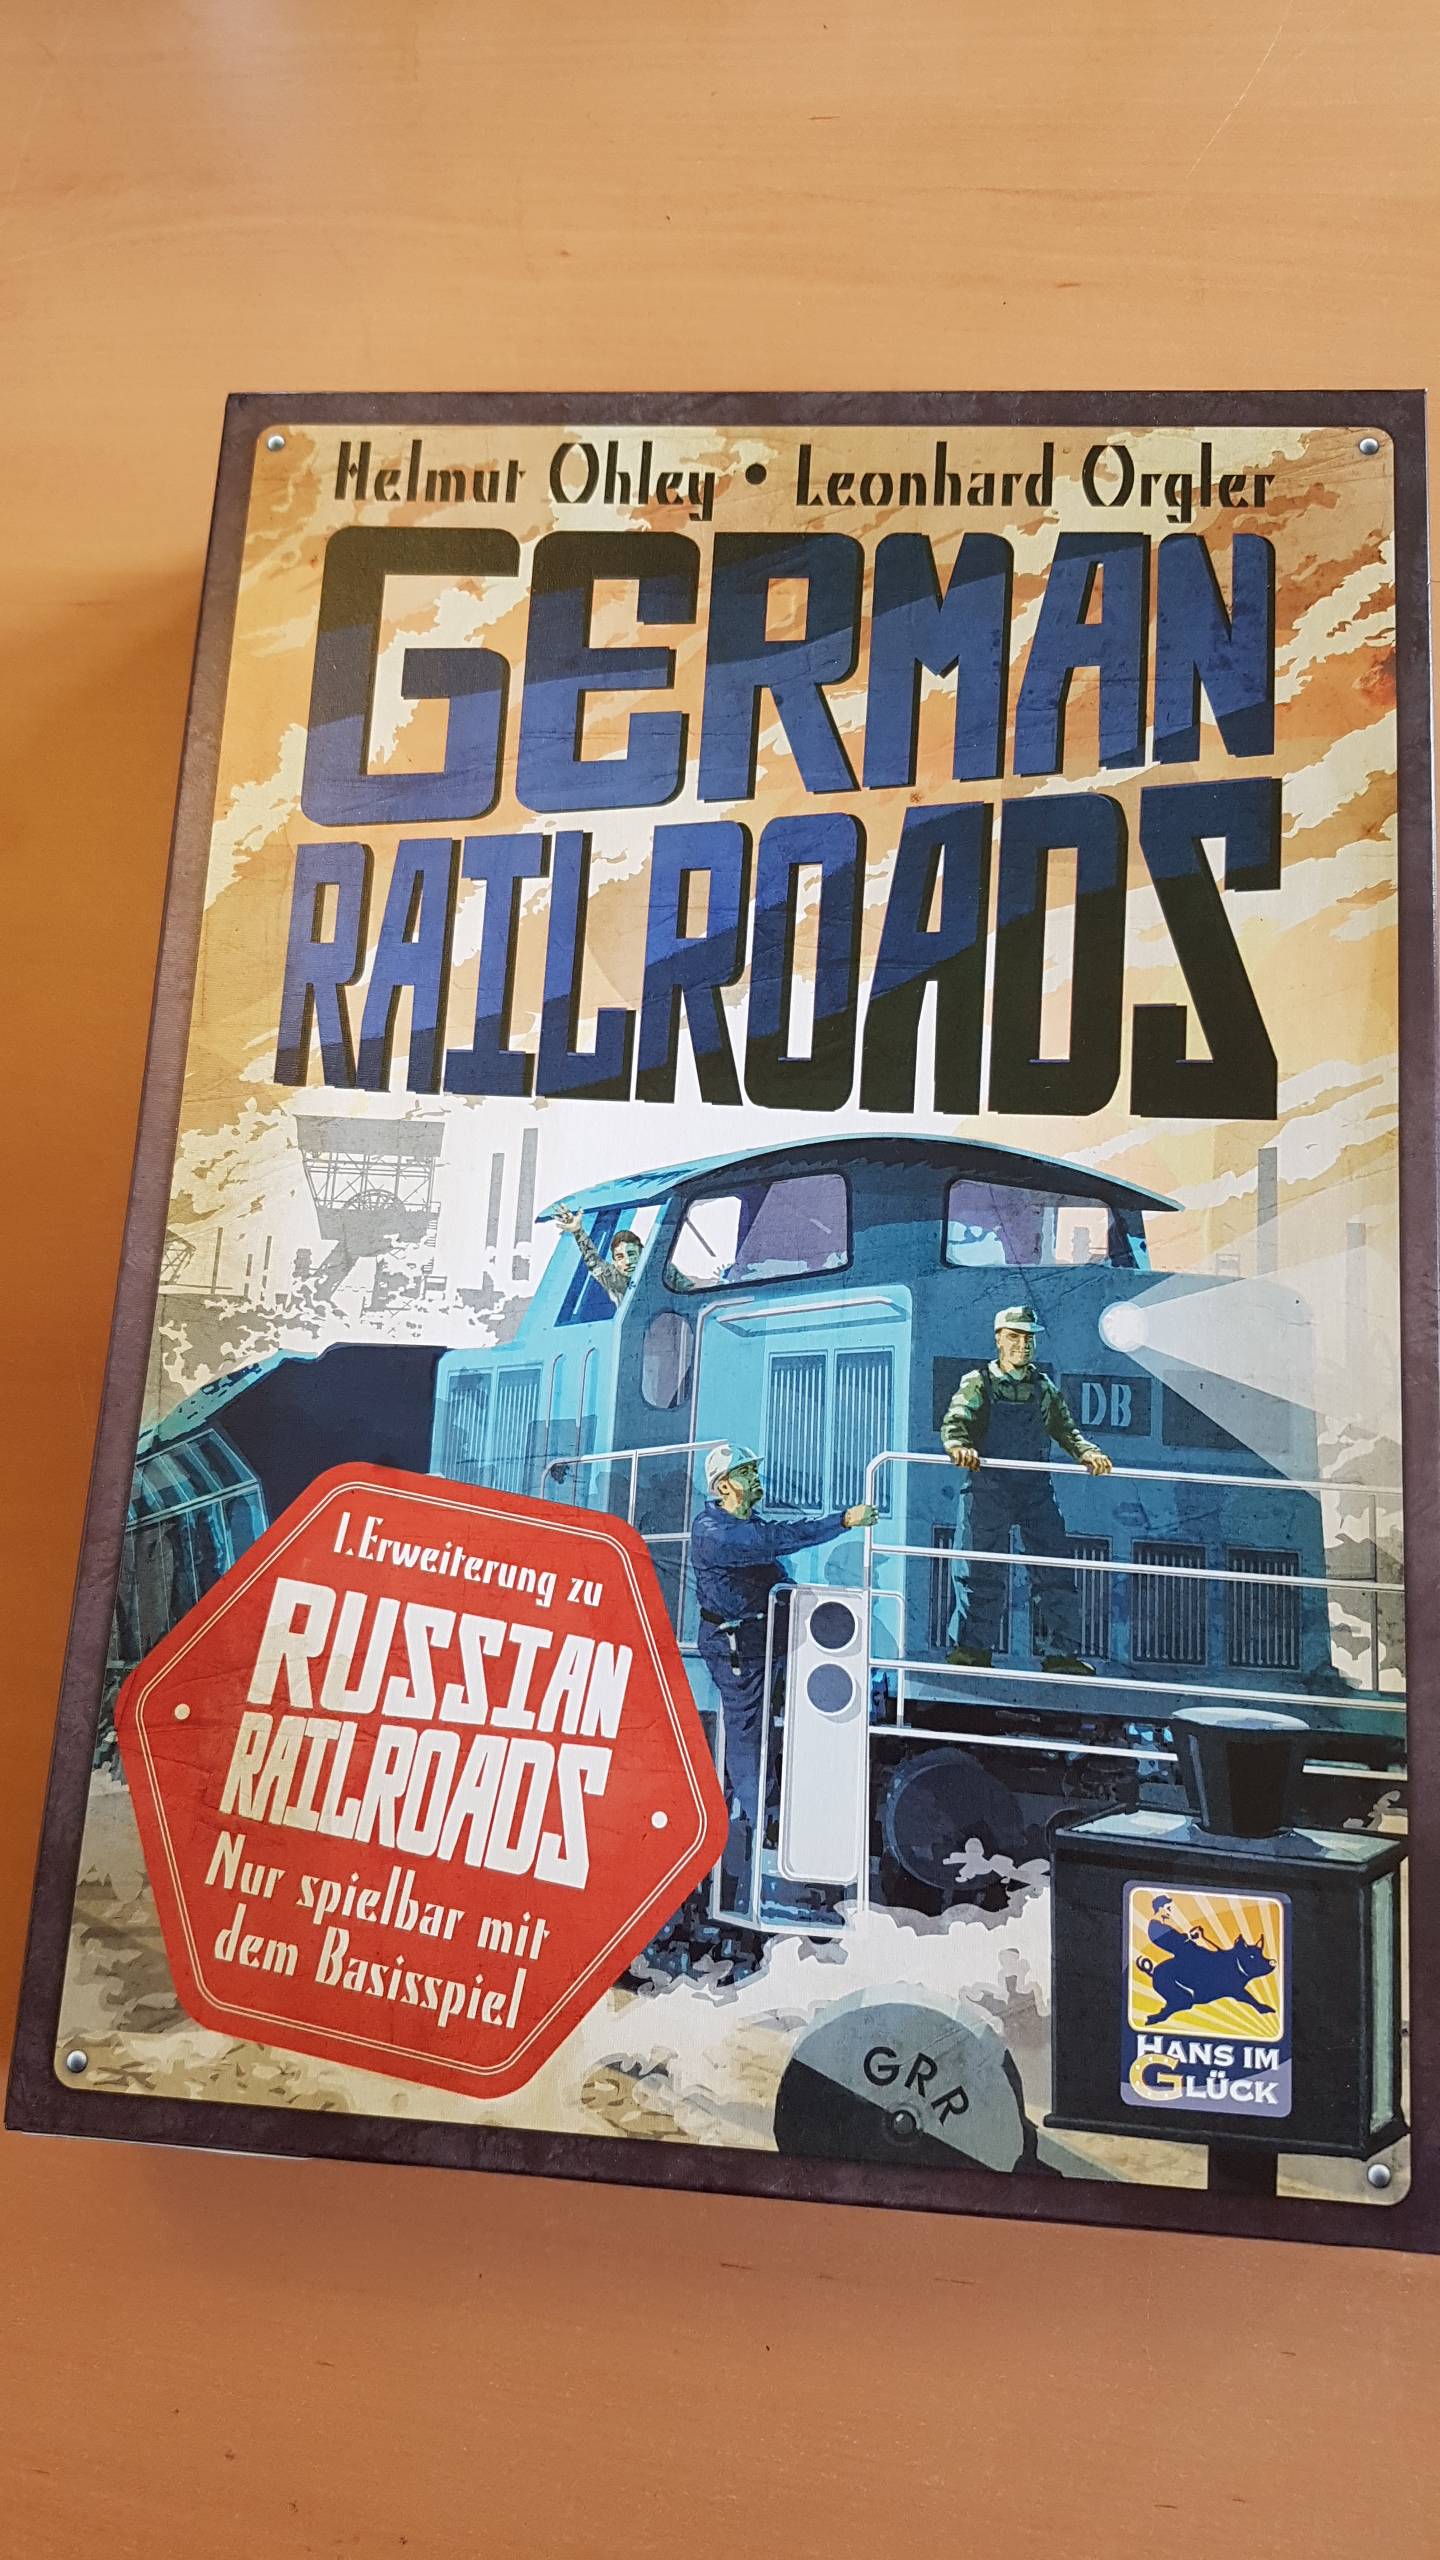 Helmut Ohley • Leonhard Orgler
GERMAN
RAILROADS
DB
1. Erweiterung zu
RUSSIAN
RAILROADS
Nur spielbar mit
dem Basisspiel
GRR
HANS IM
GLÜCK